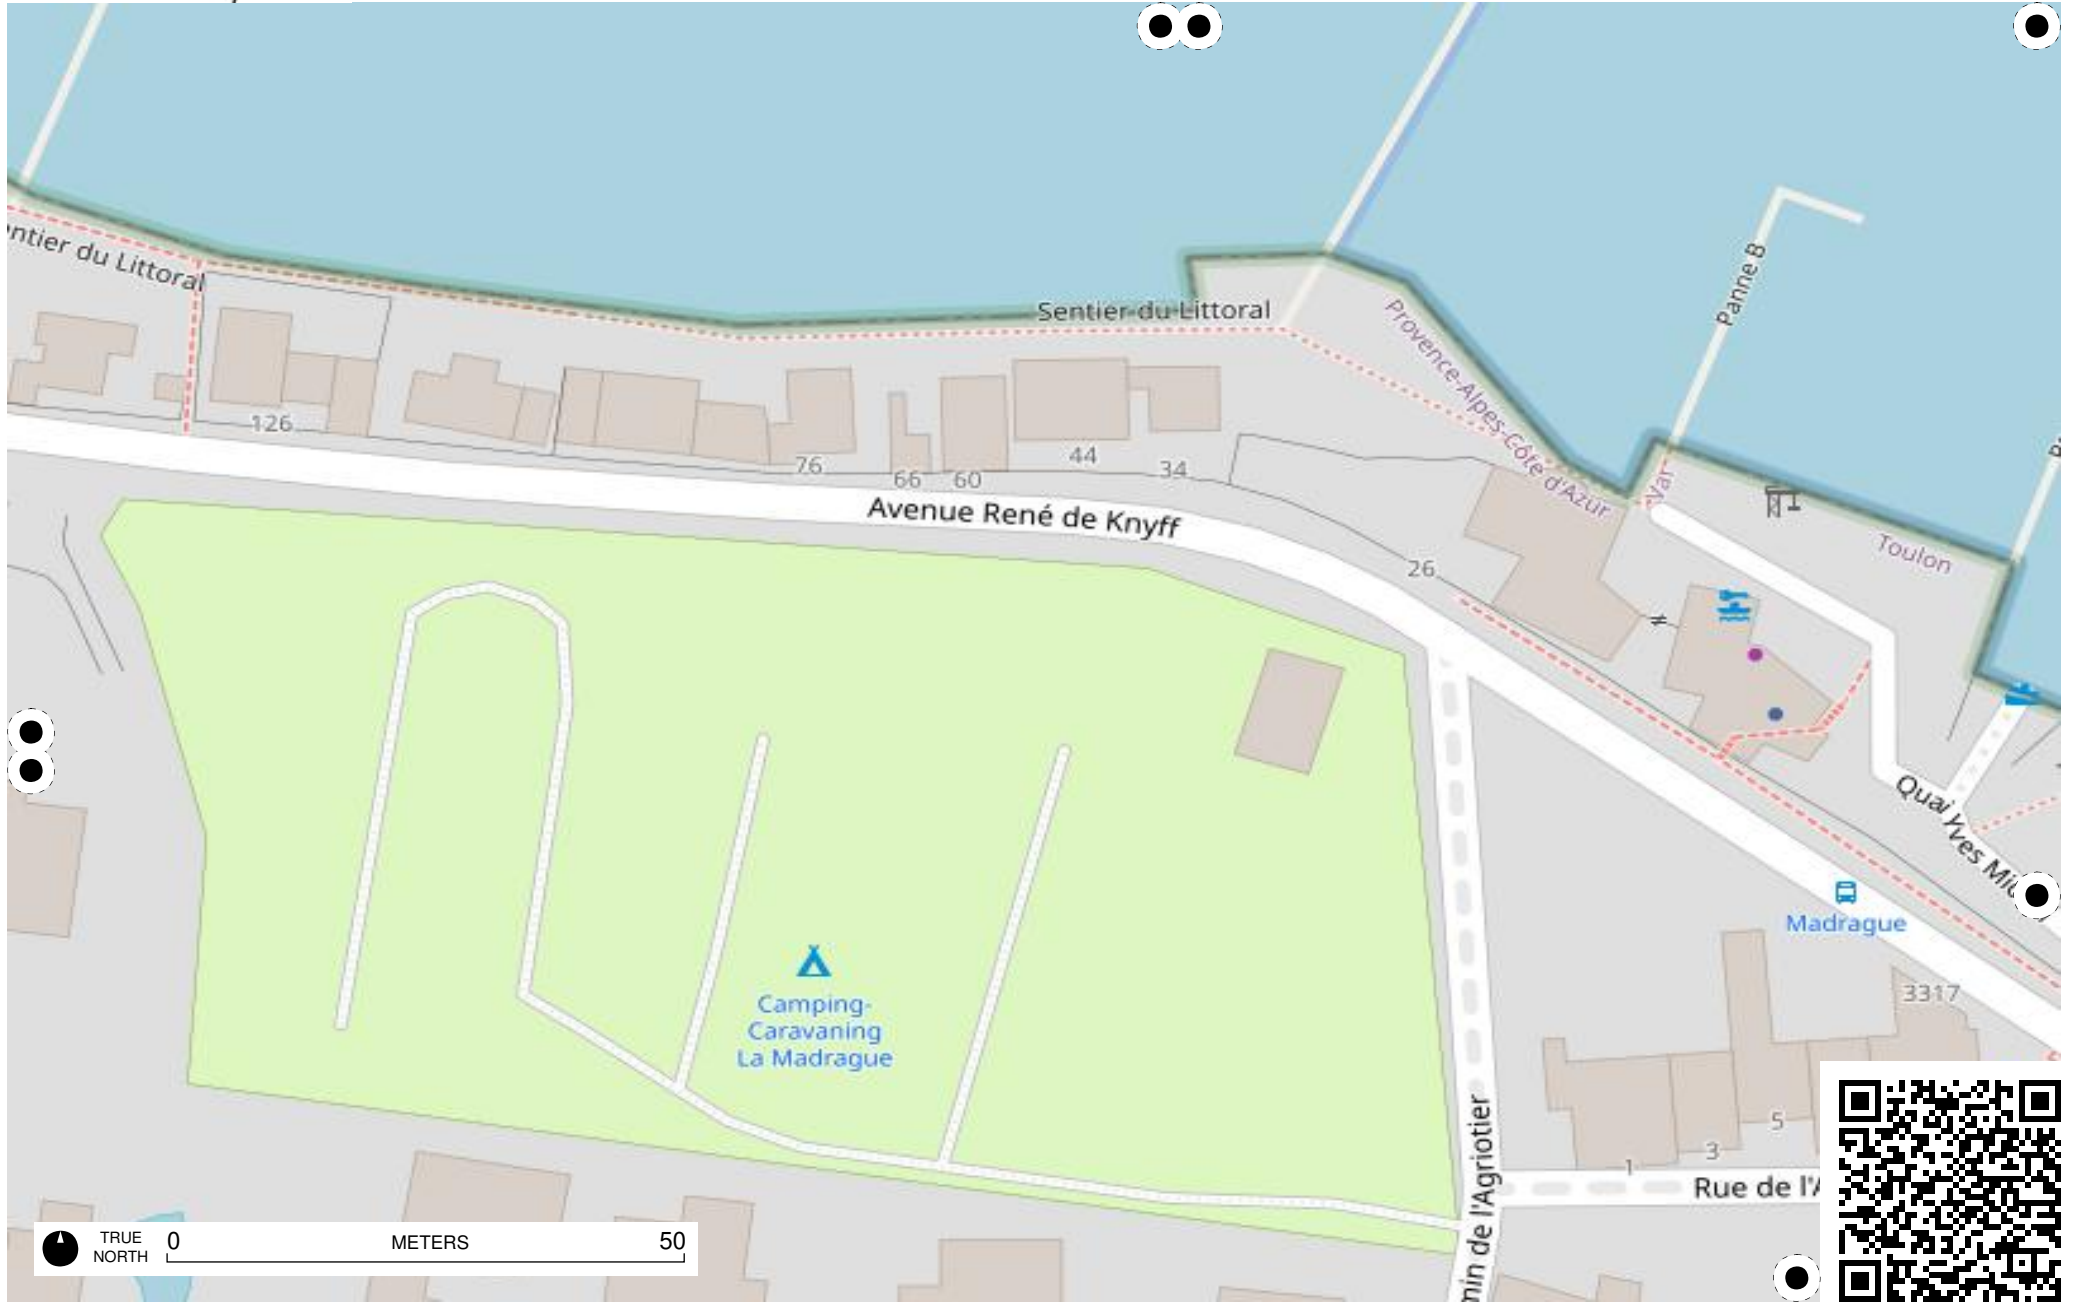 entier du Littoral
Sentier du Littoral
Provence-Alpes-Côte d'Azur
Panne B
Var
Toulon
126
76
66
60
44
34
26
Avenue René de Knyff
Quai Yves Mic
Madrague
3317
Camping-
Caravaning
La Madrague
min de l'Agriotier
1
3
5
Rue de l'A
TRUE
NORTH
0
METERS
50